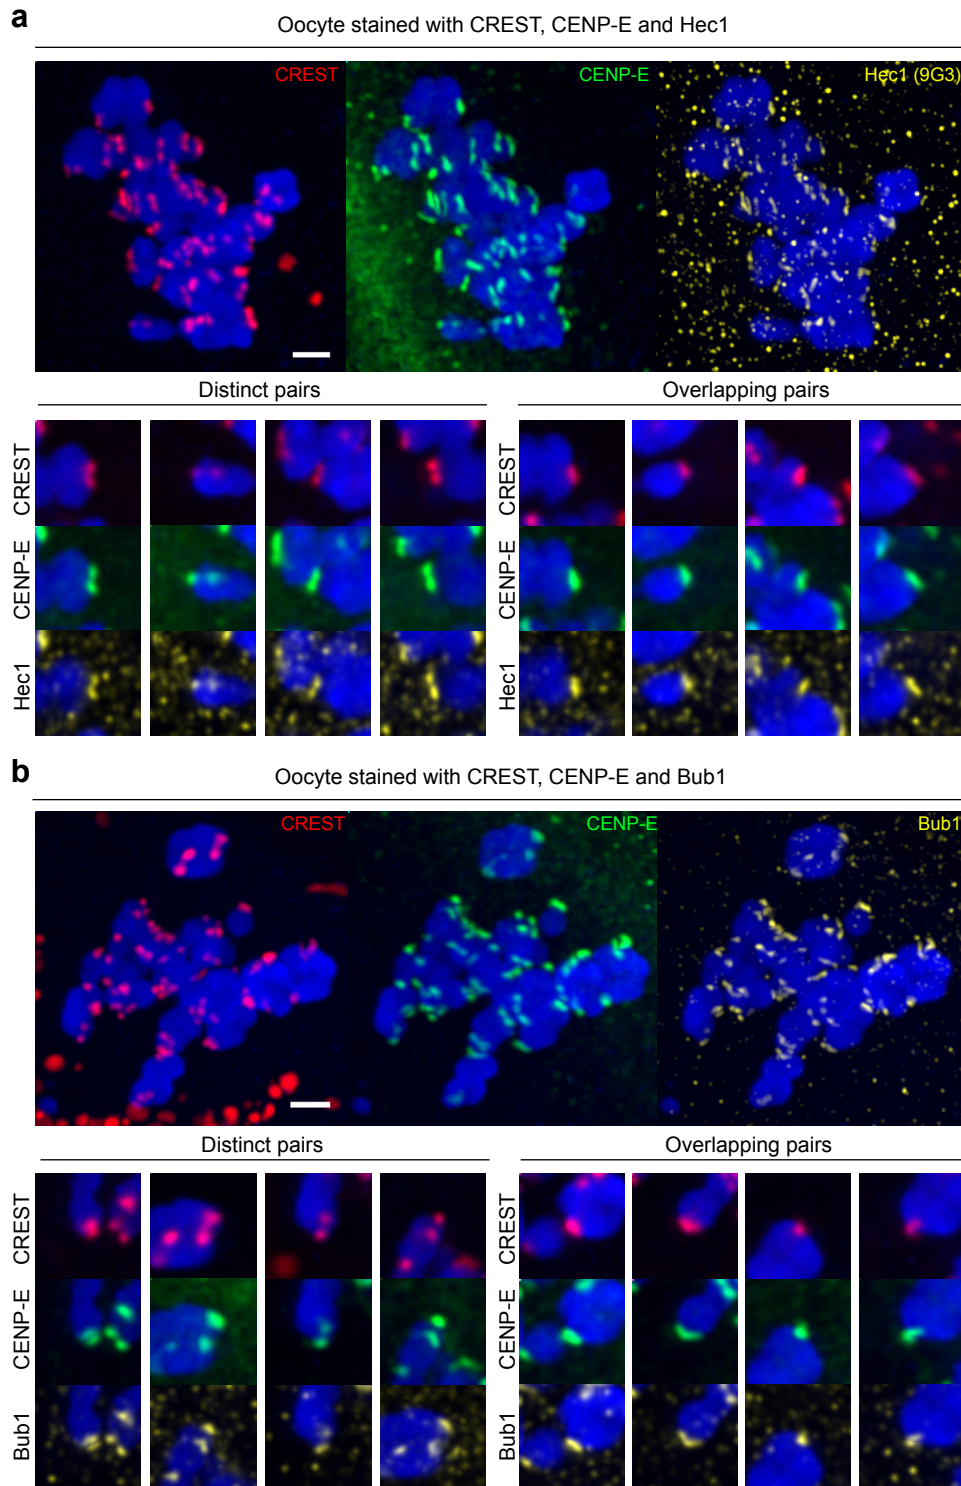 a
Oocyte stained with CREST, CENP-E and Hec1
CREST
CENP-E
Hec1 (9G3)
Distinct pairs
Overlapping pairs
CREST
CENP-E
Hec1
CREST
CENP-E
Hec1
b
Oocyte stained with CREST, CENP-E and Bub1
CREST
CENP-E
Bub1
Distinct pairs
Overlapping pairs
CREST
CENP-E
Bub1
CREST
CENP-E
Bub1